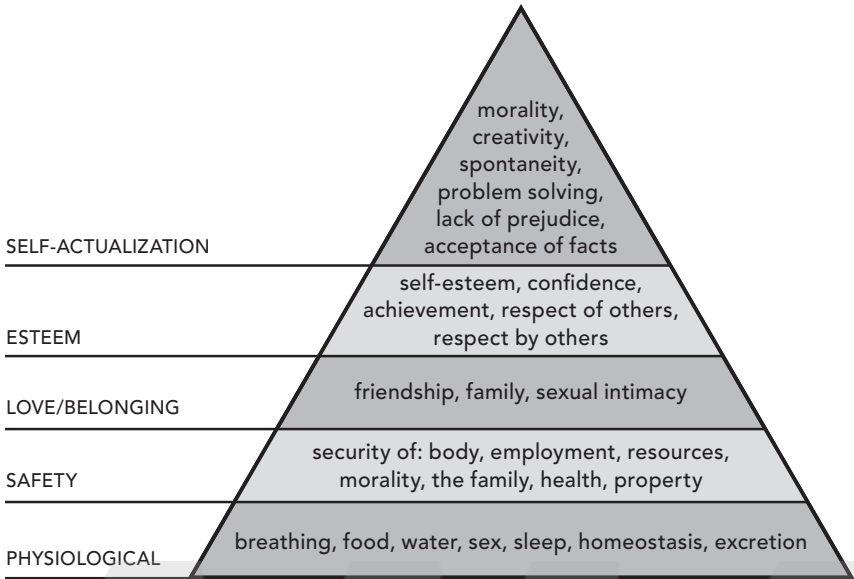 morality,
creativity,
spontaneity,
problem solving,
lack of prejudice,
acceptance of facts
SELF-ACTUALIZATION
self-esteem, confidence,
achievement, respect of others,
respect by others
ESTEEM
friendship, family, sexual intimacy
LOVE/BELONGING
security of: body, employment, resources,
morality, the family, health, property
SAFETY
breathing, food, water, sex, sleep, homeostasis, excretion
PHYSIOLOGICAL